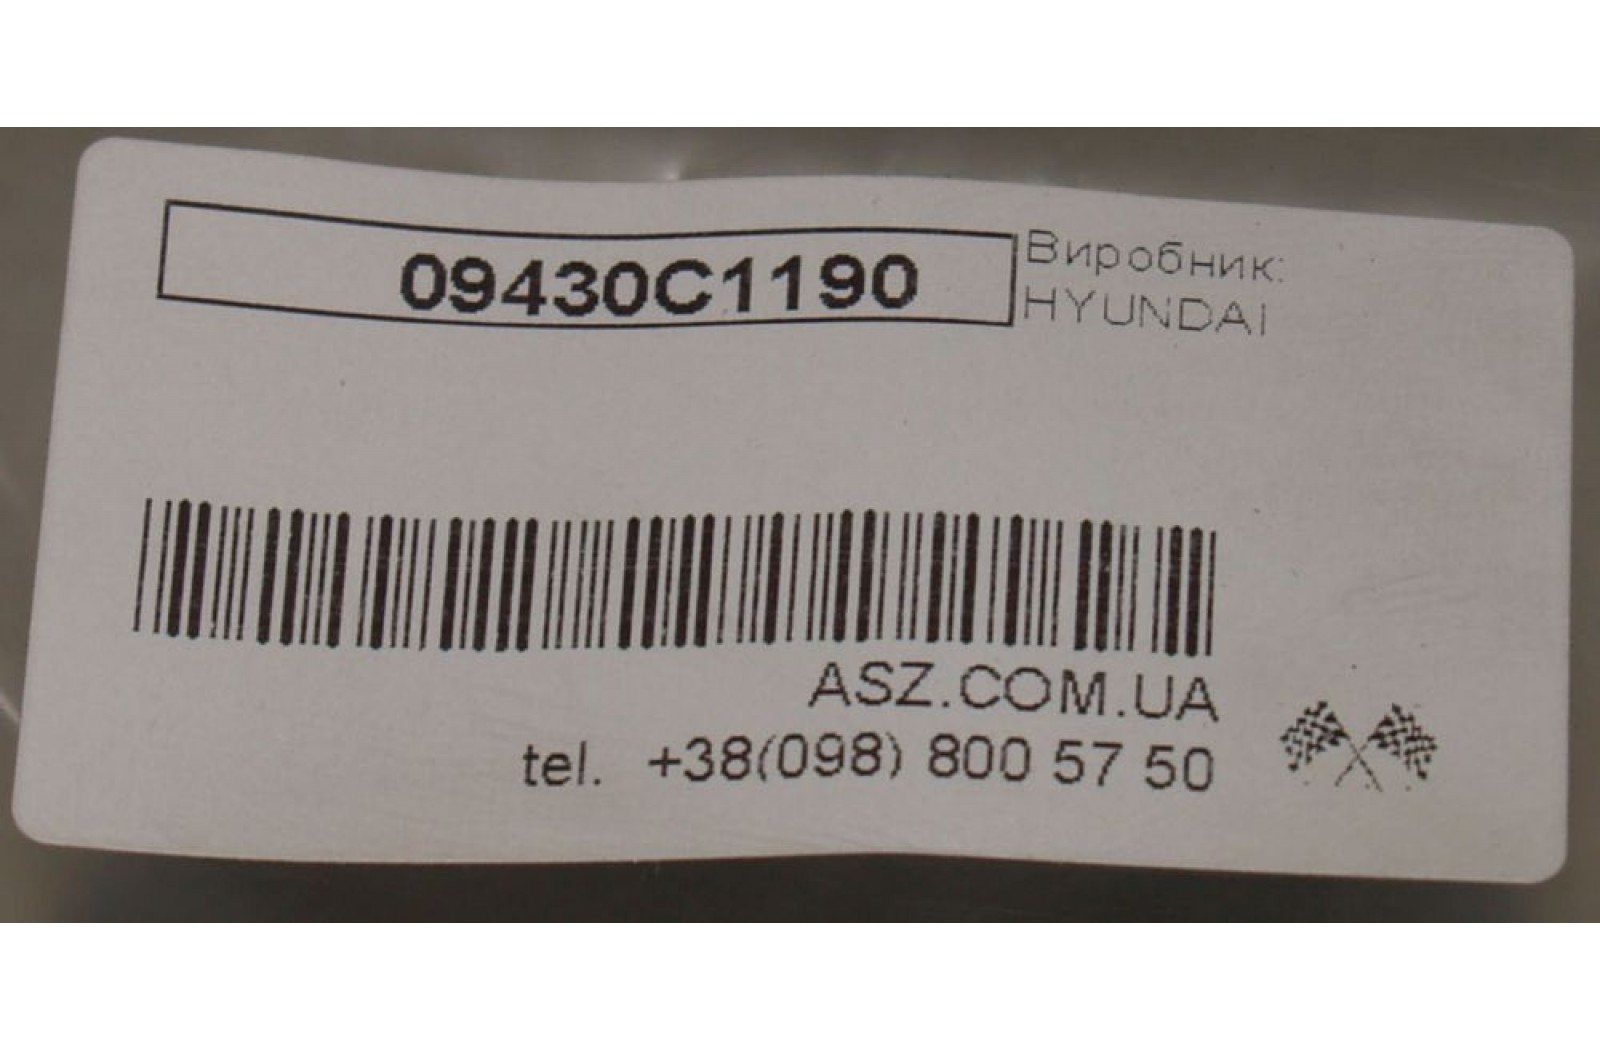 09430C1190
Виробник:
HYUNDAI
ASZ.COM.UA
tel. +38(098) 800 57 50